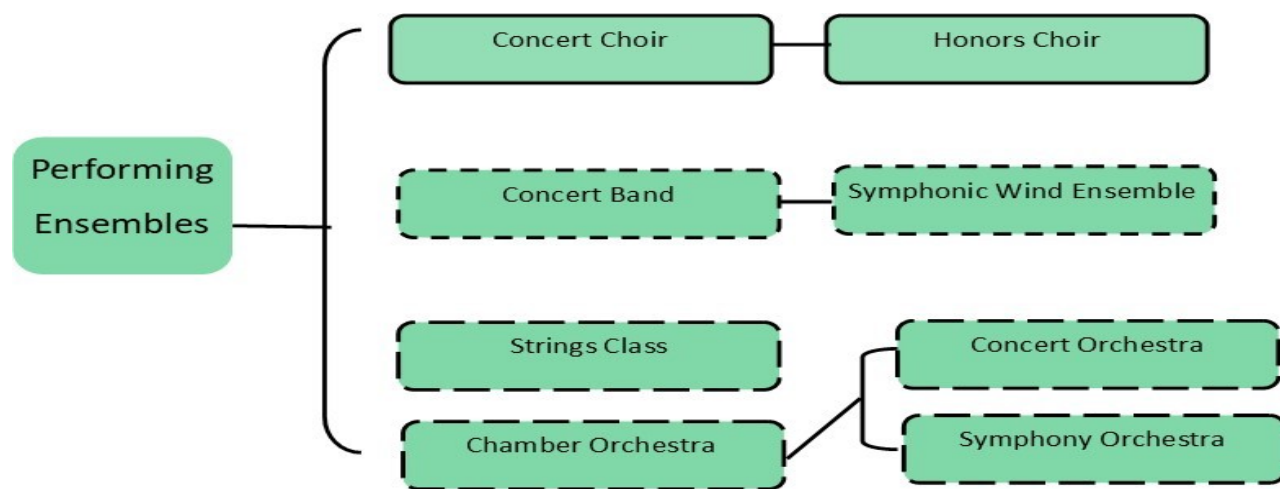 Concert Choir
Honors Choir
Performing
Ensembles
Concert Band
Symphonic Wind Ensemble
Strings Class
Concert Orchestra
Chamber Orchestra
Symphony Orchestra